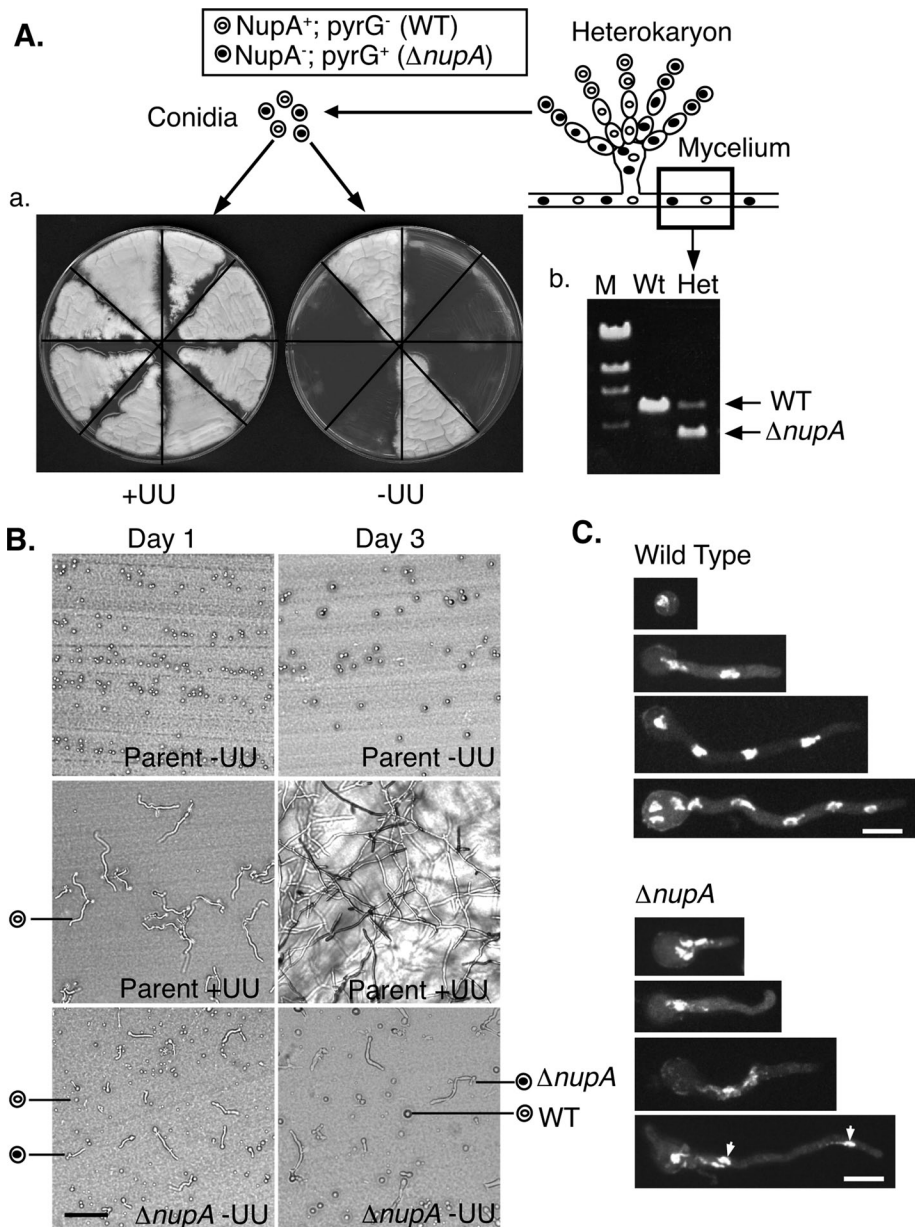 A.
NupA⁺; pyrG⁻ (WT)
NupA⁻; pyrG⁺ (ΔnupA)
Heterokaryon
Conidia
Mycelium
a.
b.
M Wt Het
WT
ΔnupA
+UU
-UU
B.
Day 1
Day 3
Parent -UU
Parent -UU
Parent +UU
Parent +UU
ΔnupA
WT
ΔnupA -UU
ΔnupA -UU
C.
Wild Type
ΔnupA